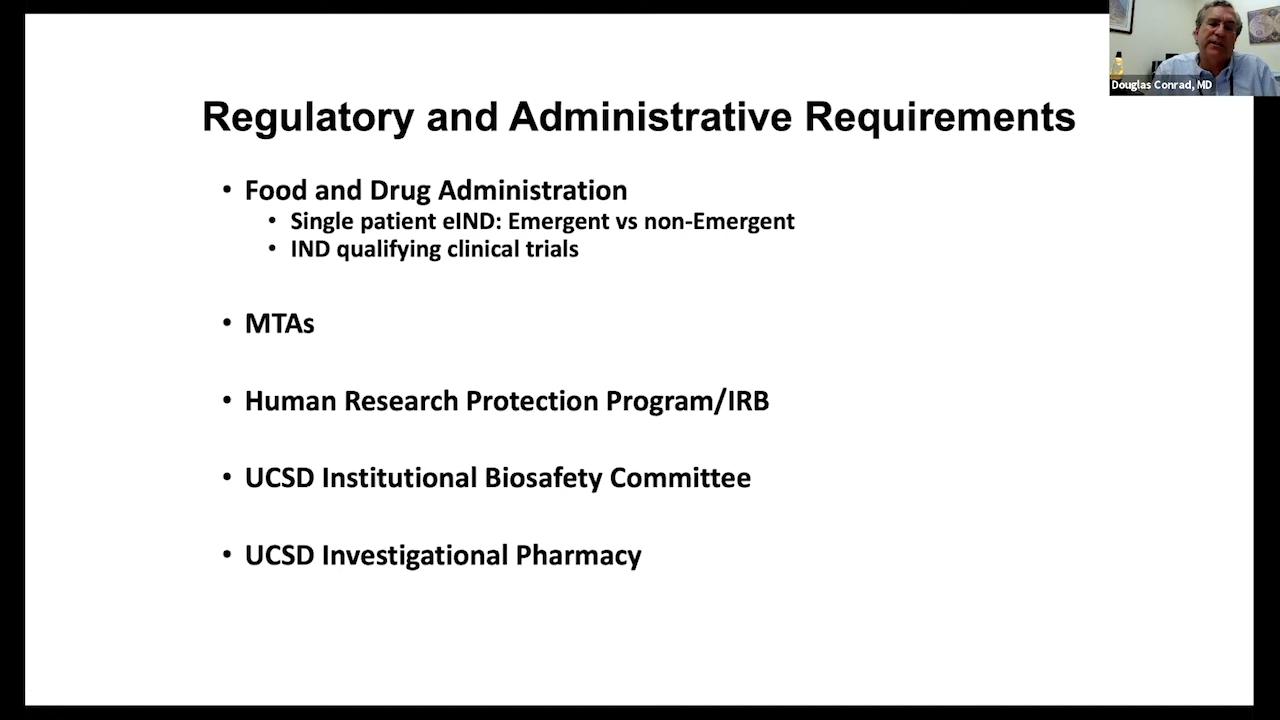 Douglas Conrad, MD
Regulatory and Administrative Requirements
• Food and Drug Administration
• Single patient eIND: Emergent vs non-Emergent
• IND qualifying clinical trials
• MTAs
• Human Research Protection Program/IRB
• UCSD Institutional Biosafety Committee
• UCSD Investigational Pharmacy